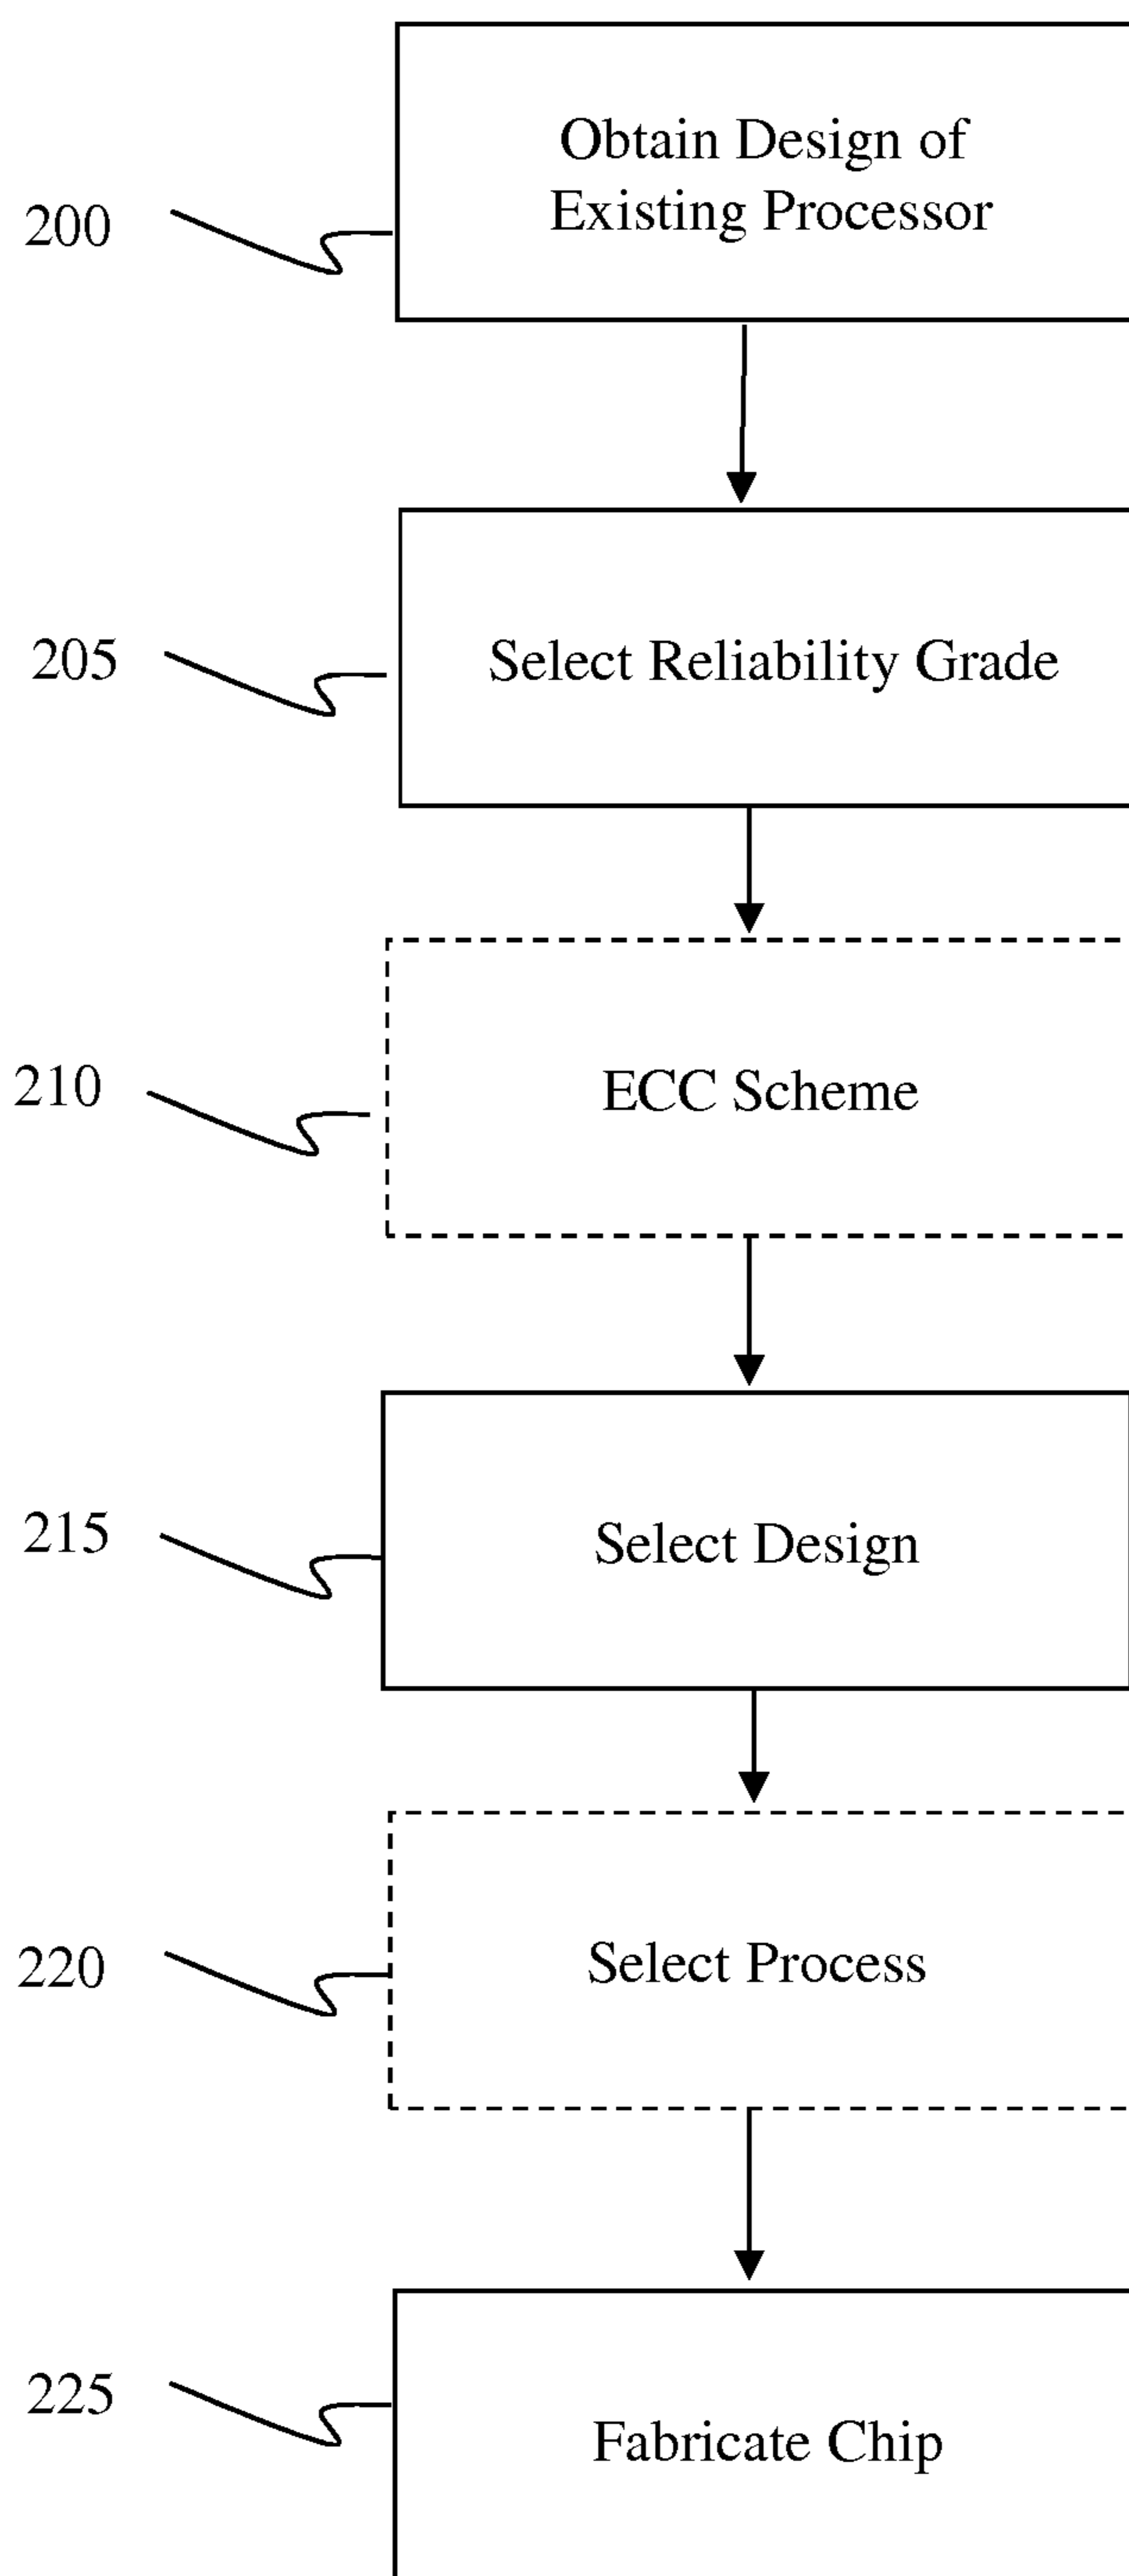 Obtain Design of
Existing Processor
200
Select Reliability Grade
205
ECC Scheme
210
Select Design
215
Select Process
220
Fabricate Chip
225